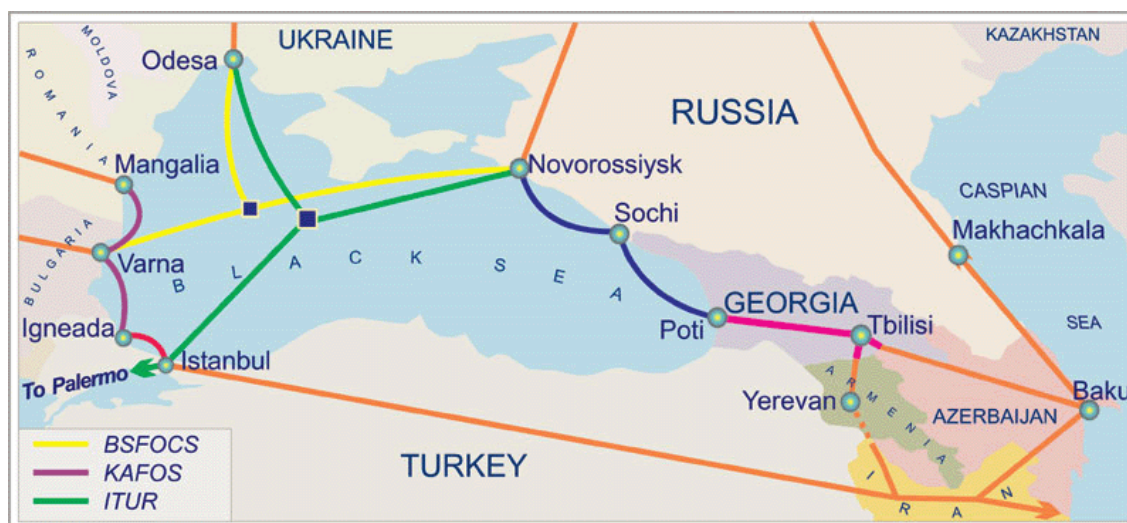 UKRAINE
Odesa
MOLDOVA
ROMANIA
KAZAKHSTAN
RUSSIA
Mangalia
Novorossiysk
CASPIAN
Sochi
Makhachkala
BULGARIA
Varna
BLACK SEA
GEORGIA
SEA
Igneada
Poti
Tbilisi
Istanbul
To Palermo
ARMENIA
Yerevan
Baku
AZERBAIJAN
BSFOCS
KAFOS
ITUR
TURKEY
IRAN